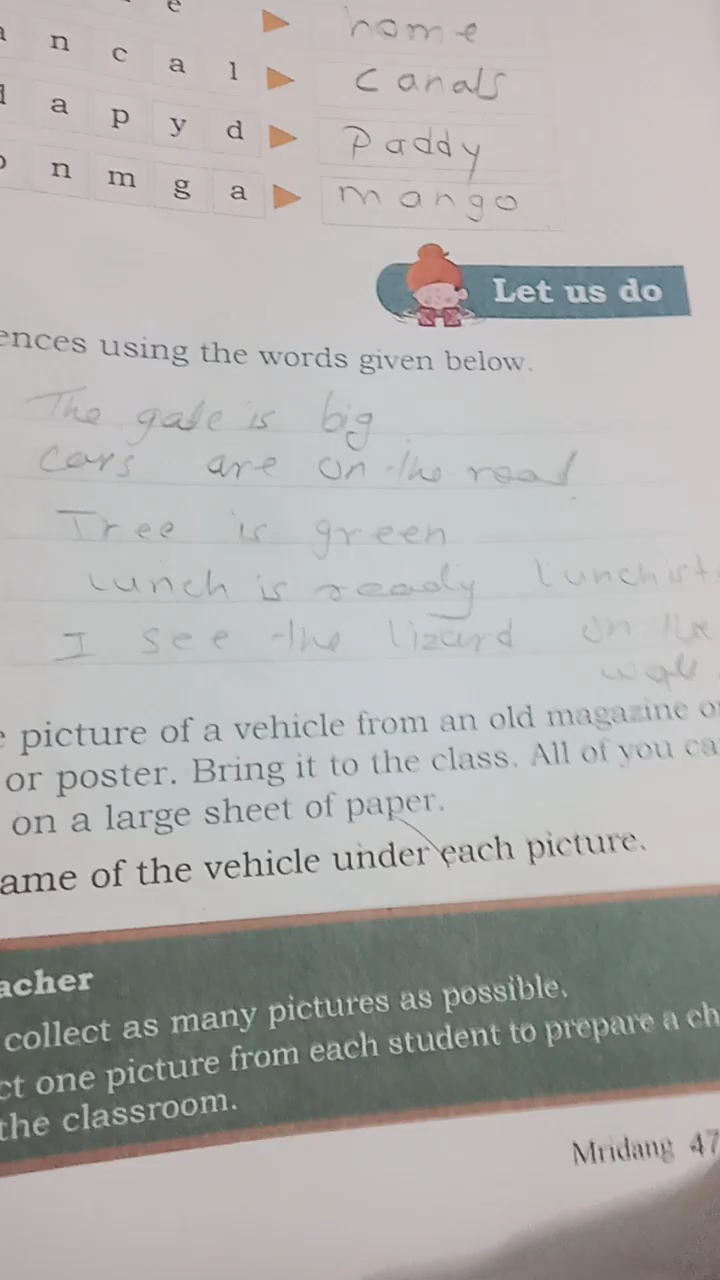 e home
n c a l canals
a p y d Paddy
n m g a mango
Let us do
ences using the words given below.
The gate is big
cars are on the road
Tree is green
Lunch is ready Lunch is
I see the lizard on the
wall
picture of a vehicle from an old magazine
or poster. Bring it to the class. All of you ca
on a large sheet of paper.
ame of the vehicle under each picture.
acher
collect as many pictures as possible.
ct one picture from each student to prepare a ch
the classroom.
Mridang 47